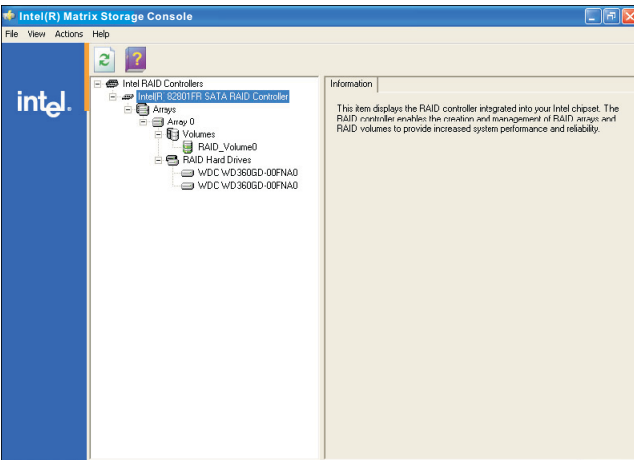 Intel(R) Matrix Storage Console
File View Actions Help
intel.
Intel RAID Controllers
Intel(R 82801FR SATA RAID Controller
Arrays
Array 0
Volumes
RAID_Volume0
RAID Hard Drives
WDC WD360GD-00FNA0
WDC WD360GD-00FNA0
Information
This item displays the RAID controller integrated into your Intel chipset. The
RAID controller enables the creation and management of RAID arrays and
RAID volumes to provide increased system performance and reliability.